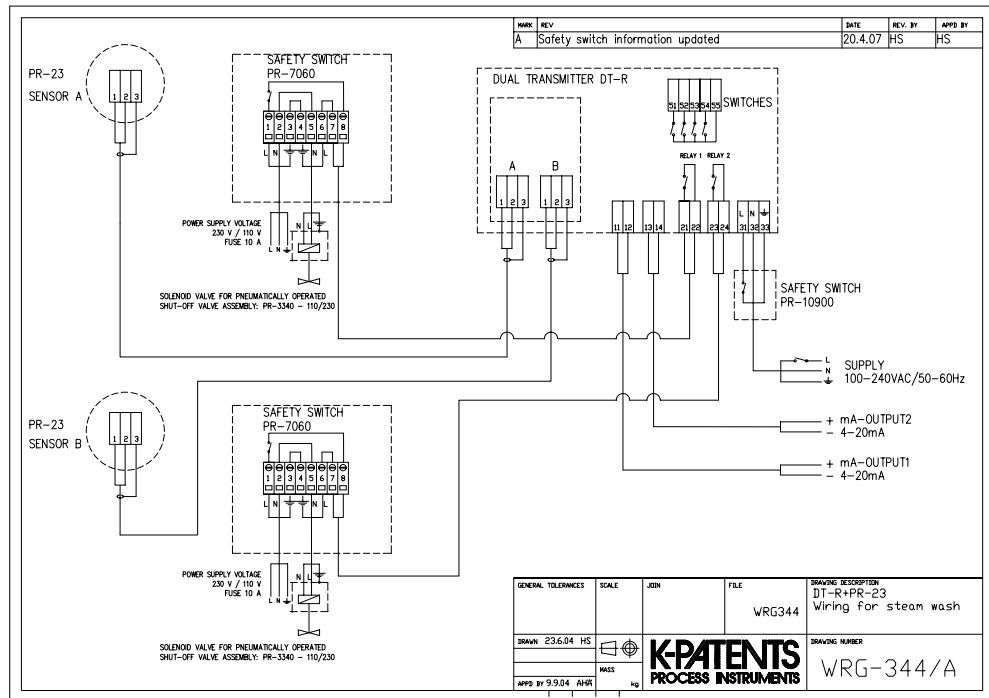 MARK REV DATE REV. BY APPD BY
A Safety switch information updated 20.4.07 HS HS
PR-23
SENSOR A
1 2 3
SAFETY SWITCH
PR-7060
1 2 3 4 5 6 7 8
L N N L
POWER SUPPLY VOLTAGE
230 V / 110 V
FUSE 10 A
L N
N L
SOLENOID VALVE FOR PNEUMATICALLY OPERATED
SHUT-OFF VALVE ASSEMBLY: PR-3340 - 110/230
DUAL TRANSMITTER DT-R
51 52 53 54 55
SWITCHES
RELAY 1 RELAY 2
A B
1 2 3 1 2 3
11 12 13 14 21 22 23 24
L N
31 32 33
SAFETY SWITCH
PR-10900
L
N
SUPPLY
100-240VAC/50-60Hz
+ mA-OUTPUT2
- 4-20mA
+ mA-OUTPUT1
- 4-20mA
PR-23
SENSOR B
1 2 3
SAFETY SWITCH
PR-7060
1 2 3 4 5 6 7 8
L N N L
POWER SUPPLY VOLTAGE
230 V / 110 V
FUSE 10 A
L N
N L
SOLENOID VALVE FOR PNEUMATICALLY OPERATED
SHUT-OFF VALVE ASSEMBLY: PR-3340 - 110/230
GENERAL TOLERANCES SCALE JOIN FILE
WRG344
DRAWING DESCRIPTION
DT-R+PR-23
Wiring for steam wash
DRAWN 23.6.04 HS
MASS
kg
APPD BY 9.9.04 AHÄ
K-PATENTS
PROCESS INSTRUMENTS
DRAWING NUMBER
WRG-344/A